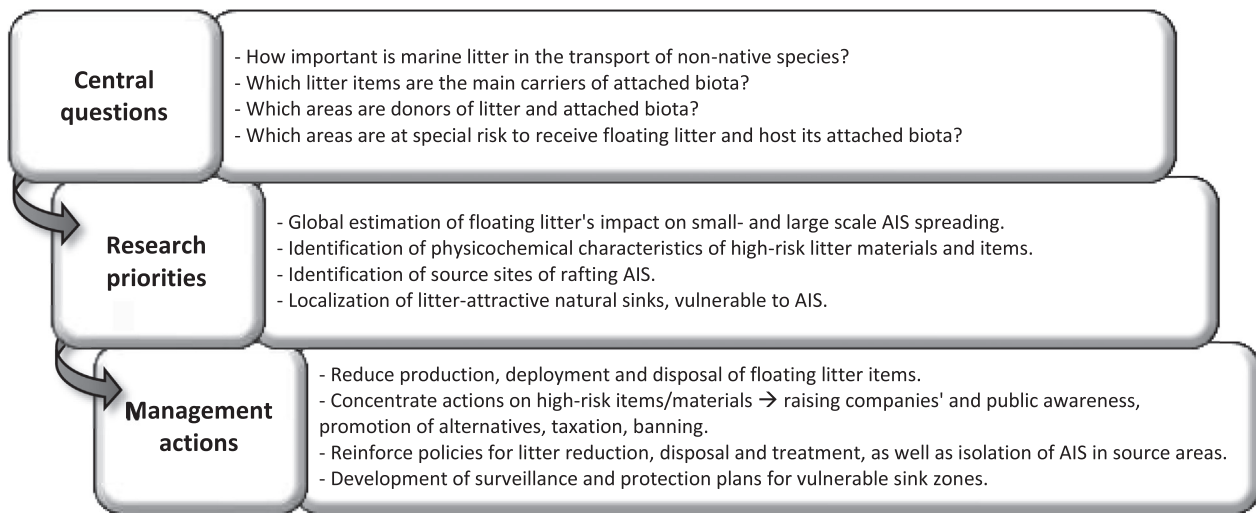 Central
questions
- How important is marine litter in the transport of non-native species?
- Which litter items are the main carriers of attached biota?
- Which areas are donors of litter and attached biota?
- Which areas are at special risk to receive floating litter and host its attached biota?
Research
priorities
- Global estimation of floating litter's impact on small- and large scale AIS spreading.
- Identification of physicochemical characteristics of high-risk litter materials and items.
- Identification of source sites of rafting AIS.
- Localization of litter-attractive natural sinks, vulnerable to AIS.
Management
actions
- Reduce production, deployment and disposal of floating litter items.
- Concentrate actions on high-risk items/materials → raising companies' and public awareness,
promotion of alternatives, taxation, banning.
- Reinforce policies for litter reduction, disposal and treatment, as well as isolation of AIS in source areas.
- Development of surveillance and protection plans for vulnerable sink zones.